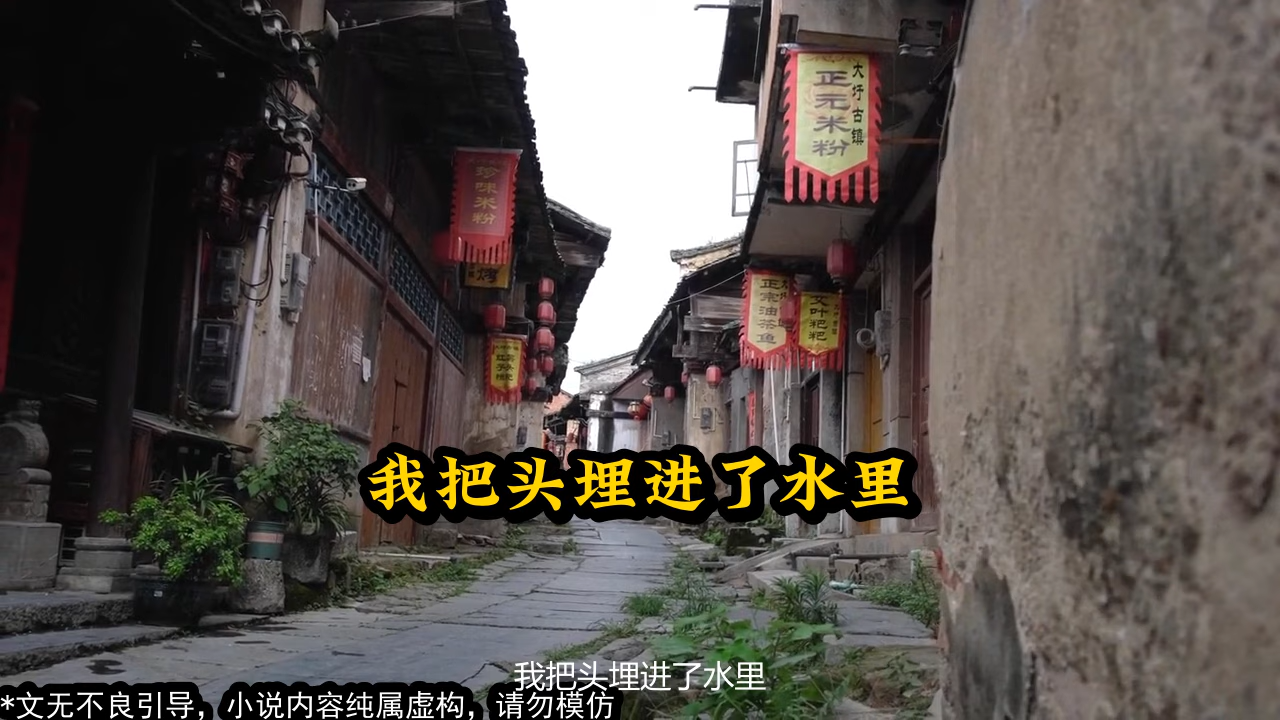 大圩古镇
正元米粉
珍味米粉
烤
正宗油茶鱼
艾叶粑粑
我把头埋进了水里
我把头埋进了水里
*文无不良引导，小说内容纯属虚构，请勿模仿